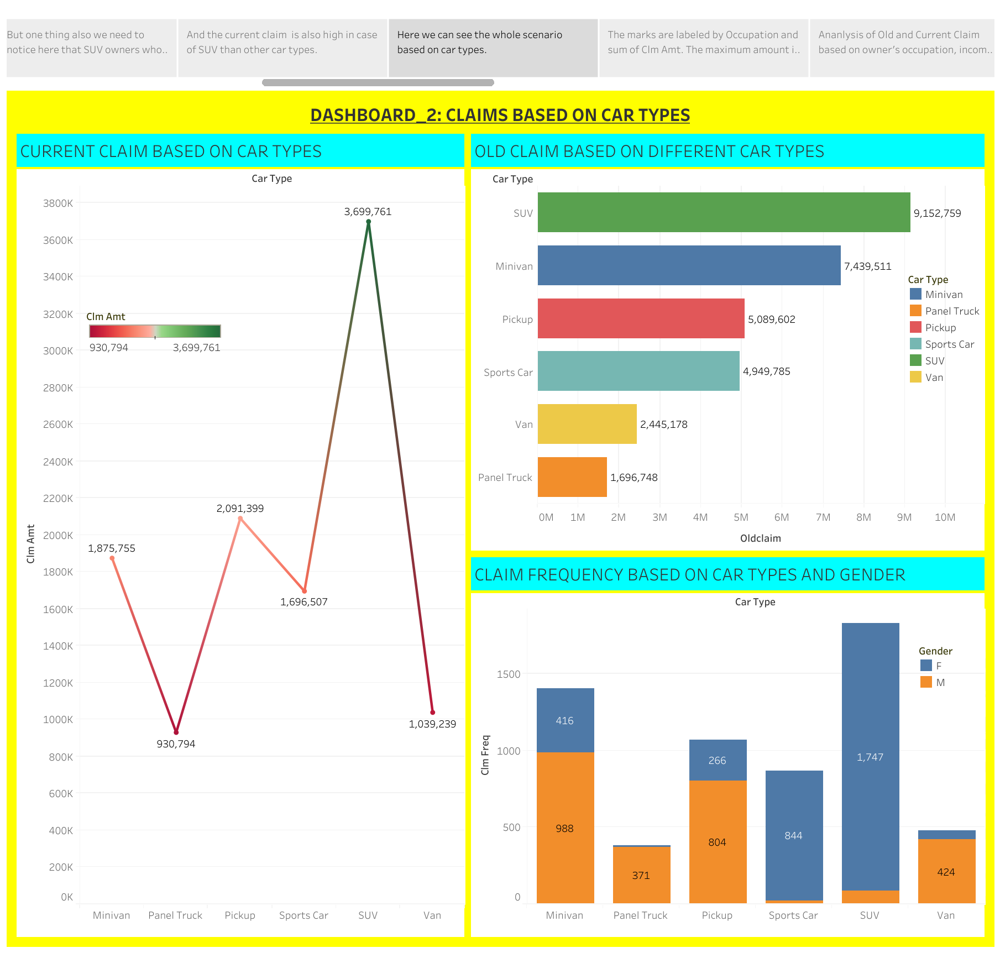 But one thing also we need to
notice here that SUV owners who..
And the current claim  is also high in case
of SUV than other car types.
Here we can see the whole scenario
based on car types.
The marks are labeled by Occupation and
sum of Clm Amt. The maximum amount i..
Ananlysis of Old and Current Claim
based on owner's occupation, incom..
DASHBOARD_2: CLAIMS BASED ON CAR TYPES
CURRENT CLAIM BASED ON CAR TYPES
Car Type
3800K
3600K
3400K
3200K
3000K
2800K
2600K
2400K
2200K
2000K
1800K
1600K
1400K
1200K
1000K
800K
600K
400K
200K
0K
Clm Amt
Clm Amt
930,794 3,699,761
1,875,755
930,794
2,091,399
1,696,507
3,699,761
1,039,239
Minivan Panel Truck Pickup Sports Car SUV Van
OLD CLAIM BASED ON DIFFERENT CAR TYPES
Car Type
SUV 9,152,759
Minivan 7,439,511
Pickup 5,089,602
Sports Car 4,949,785
Van 2,445,178
Panel Truck 1,696,748
0M 1M 2M 3M 4M 5M 6M 7M 8M 9M 10M
Oldclaim
Car Type
Minivan
Panel Truck
Pickup
Sports Car
SUV
Van
CLAIM FREQUENCY BASED ON CAR TYPES AND GENDER
Car Type
Clm Freq
1500
1000
500
0
416
988
371
266
804
844
1,747
424
Gender
F
M
Minivan Panel Truck Pickup Sports Car SUV Van